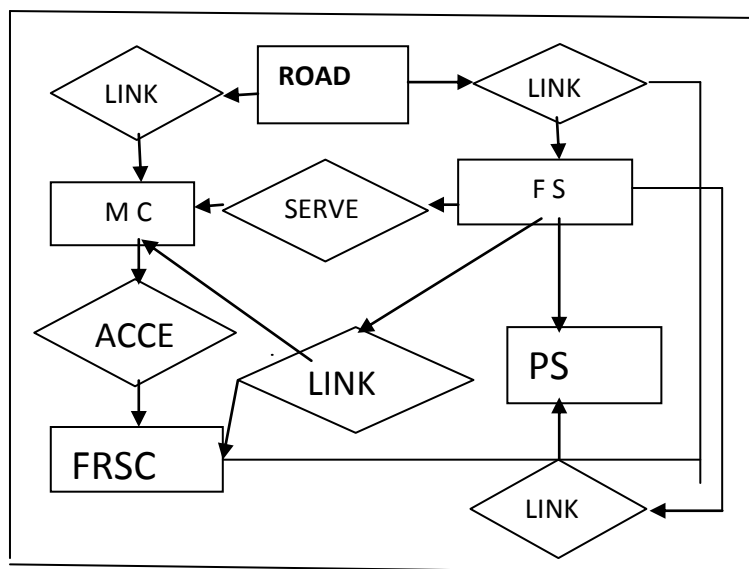 ROAD
LINK
LINK
M C
SERVE
F S
ACCE
LINK
PS
FRSC
LINK